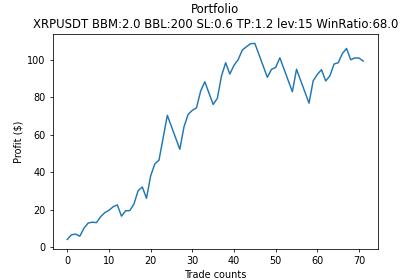 Portfolio
XRPUSDT BBM:2.0 BBL:200 SL:0.6 TP:1.2 lev:15 WinRatio:68.0
100
80
60
40
20
0
Profit ($)
0 10 20 30 40 50 60 70
Trade counts